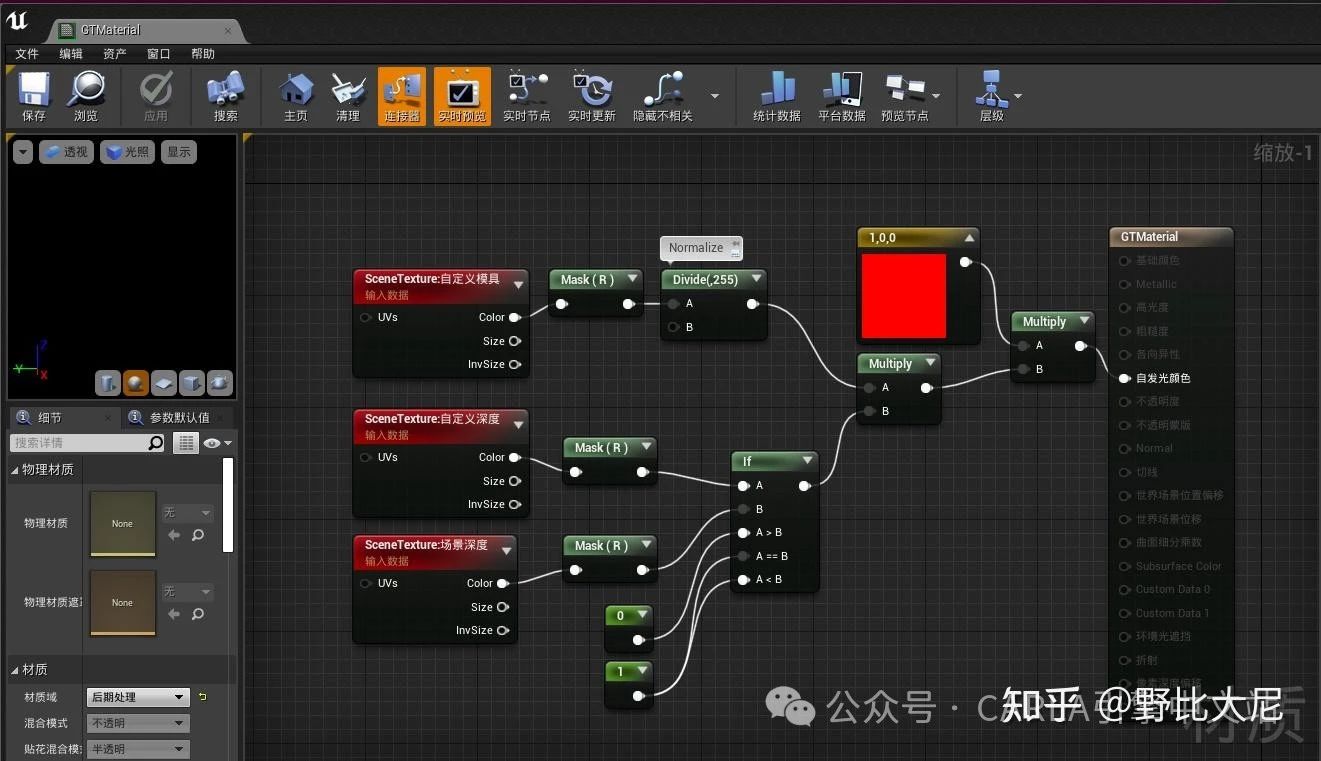 GTMaterial
文件 编辑 资产 窗口 帮助
保存 浏览 应用 搜索 主页 清理 连接器 实时预览 实时节点 实时更新 隐藏不相关 统计数据 平台数据 预览节点 层级
透视 光照 显示
缩放-1
Z
Y
X
细节 参数默认值
搜索详情
物理材质
物理材质
None
无
物理材质遮
None
无
材质
材质域 后期处理
混合模式 不透明
贴花混合模 半透明
SceneTexture:自定义模具
输入数据
UVs Color
Size
InvSize
Mask ( R )
Normalize
Divide(,255)
A
B
SceneTexture:自定义深度
输入数据
UVs Color
Size
InvSize
Mask ( R )
SceneTexture:场景深度
输入数据
UVs Color
Size
InvSize
Mask ( R )
0
1
If
A
B
A > B
A == B
A < B
1,0,0
Multiply
A
B
Multiply
A
B
GTMaterial
基础颜色
Metallic
高光度
粗糙度
各向异性
自发光颜色
不透明度
不透明蒙版
Normal
切线
世界场景位置偏移
世界场景位移
曲面细分乘数
Subsurface Color
Custom Data 0
Custom Data 1
环境光遮挡
折射
像素深度偏移
材质
公众号 · CARLA
知乎 @野比大尼